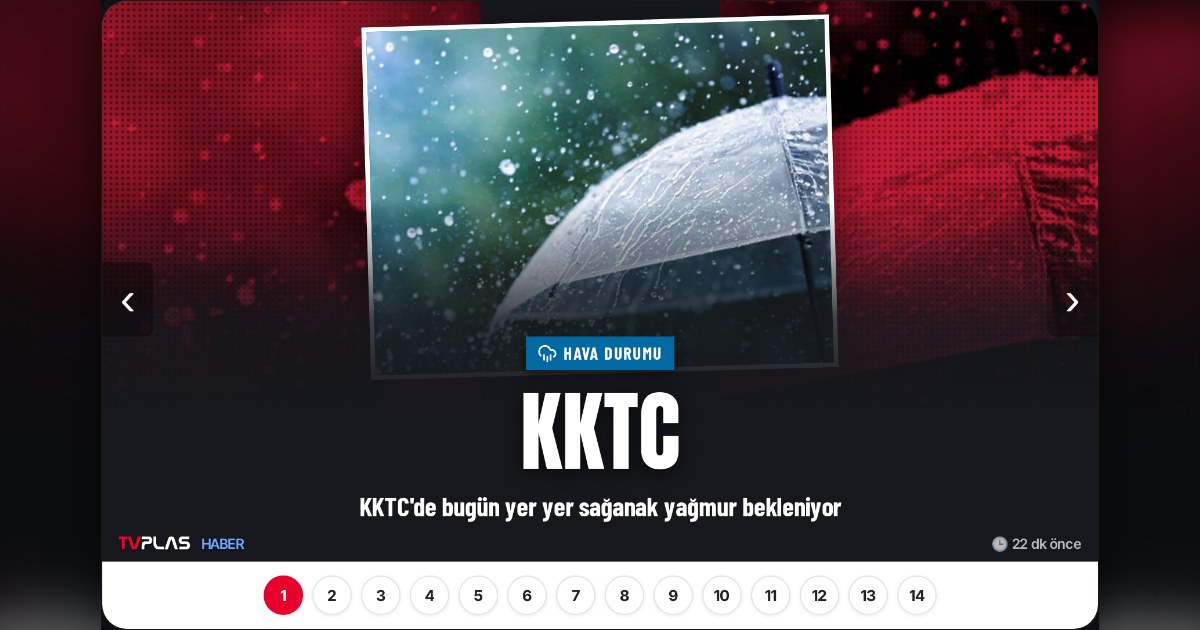 HAVA DURUMU
KKTC
KKTC'de bugün yer yer sağanak yağmur bekleniyor
TVPLAS HABER
22 dk önce
1 2 3 4 5 6 7 8 9 10 11 12 13 14